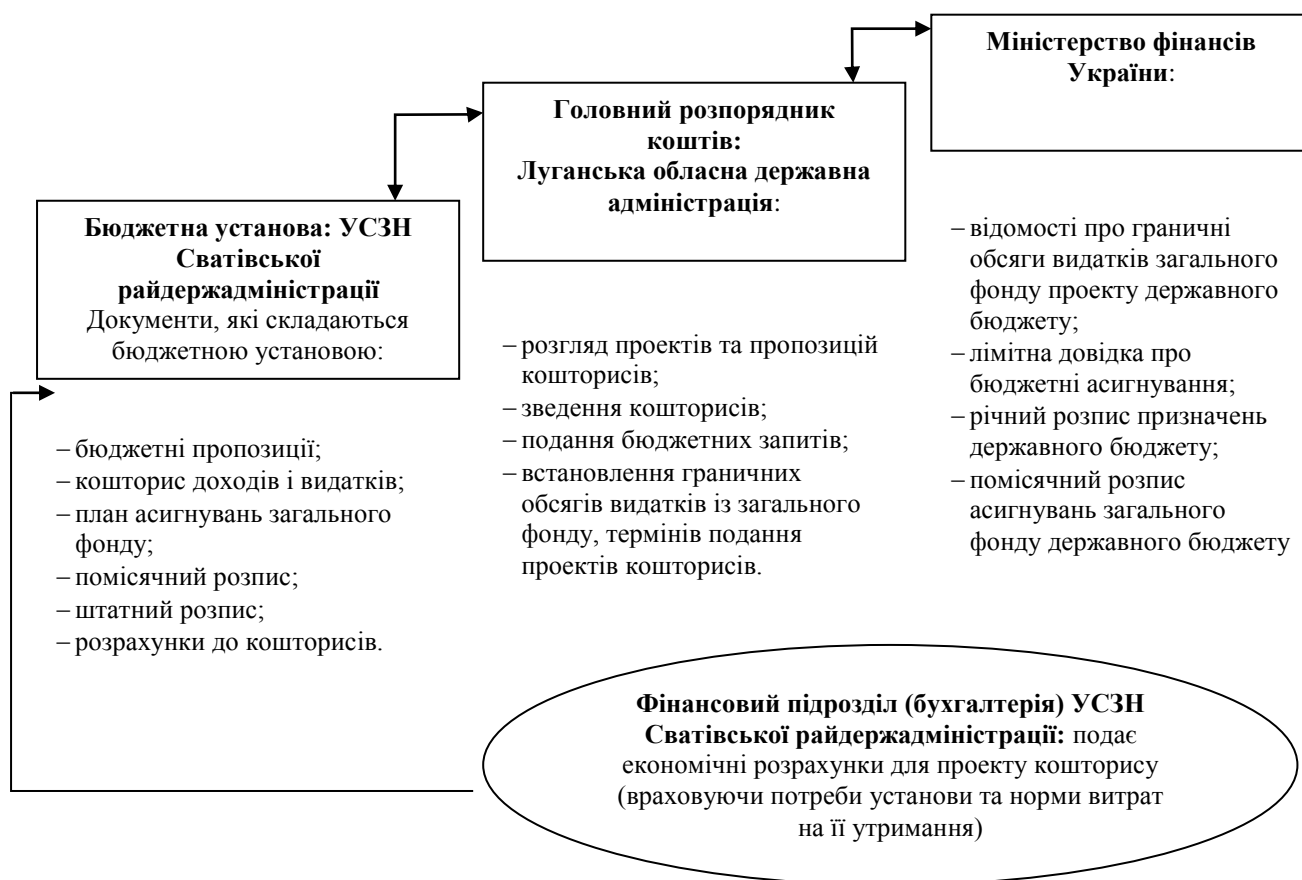 Міністерство фінансів
України:
Головний розпорядник
коштів:
Луганська обласна державна
адміністрація:
Бюджетна установа: УСЗН
Сватівської
райдержадміністрації
Документи, які складаються
бюджетною установою:
– бюджетні пропозиції;
– кошторис доходів і видатків;
– план асигнувань загального
фонду;
– помісячний розпис;
– штатний розпис;
– розрахунки до кошторисів.
– розгляд проектів та пропозицій
кошторисів;
– зведення кошторисів;
– подання бюджетних запитів;
– встановлення граничних
обсягів видатків із загального
фонду, термінів подання
проектів кошторисів.
– відомості про граничні
обсяги видатків загального
фонду проекту державного
бюджету;
– лімітна довідка про
бюджетні асигнування;
– річний розпис призначень
державного бюджету;
– помісячний розпис
асигнувань загального
фонду державного бюджету
Фінансовий підрозділ (бухгалтерія) УСЗН
Сватівської райдержадміністрації: подає
економічні розрахунки для проекту кошторису
(враховуючи потреби установи та норми витрат
на її утримання)